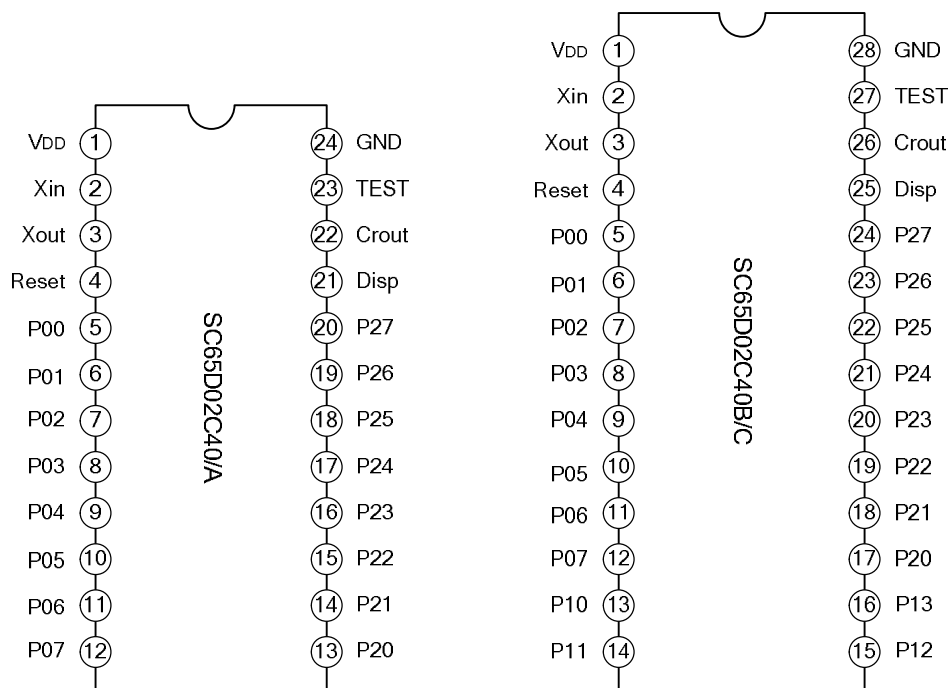 VDD 1 24 GND
Xin 2 23 TEST
Xout 3 22 Crout
Reset 4 21 Disp
P00 5 20 P27
P01 6 19 P26
P02 7 18 P25
P03 8 17 P24
P04 9 16 P23
P05 10 15 P22
P06 11 14 P21
P07 12 13 P20
SC65D02C40/A
VDD 1 28 GND
Xin 2 27 TEST
Xout 3 26 Crout
Reset 4 25 Disp
P00 5 24 P27
P01 6 23 P26
P02 7 22 P25
P03 8 21 P24
P04 9 20 P23
P05 10 19 P22
P06 11 18 P21
P07 12 17 P20
P10 13 16 P13
P11 14 15 P12
SC65D02C40B/C